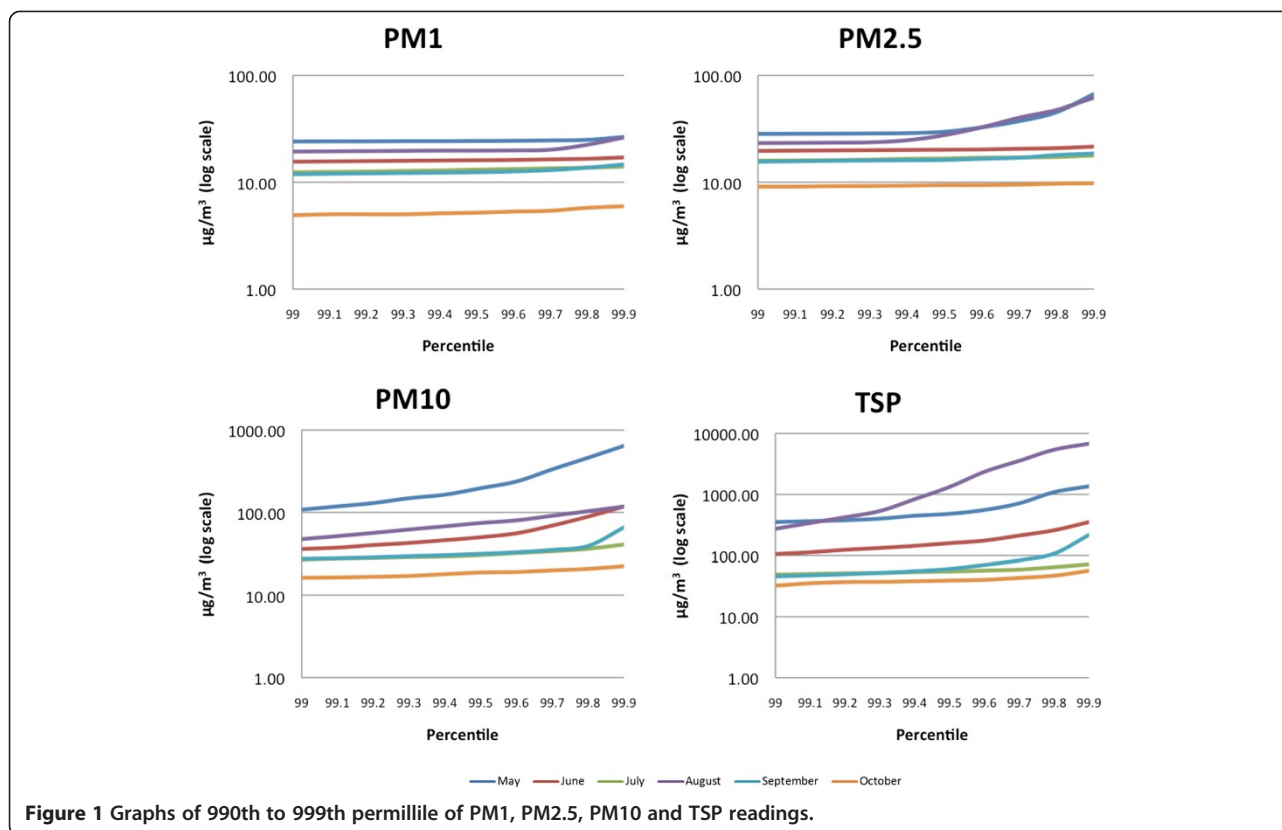 PM1
µg/m³ (log scale)
100.00
10.00
1.00
99 99.1 99.2 99.3 99.4 99.5 99.6 99.7 99.8 99.9
Percentile
PM2.5
µg/m³ (log scale)
100.00
10.00
1.00
99 99.1 99.2 99.3 99.4 99.5 99.6 99.7 99.8 99.9
Percentile
PM10
µg/m³ (log scale)
1000.00
100.00
10.00
1.00
99 99.1 99.2 99.3 99.4 99.5 99.6 99.7 99.8 99.9
Percentile
TSP
µg/m³ (log scale)
10000.00
1000.00
100.00
10.00
1.00
99 99.1 99.2 99.3 99.4 99.5 99.6 99.7 99.8 99.9
Percentile
May June July August September October
Figure 1 Graphs of 990th to 999th permillile of PM1, PM2.5, PM10 and TSP readings.